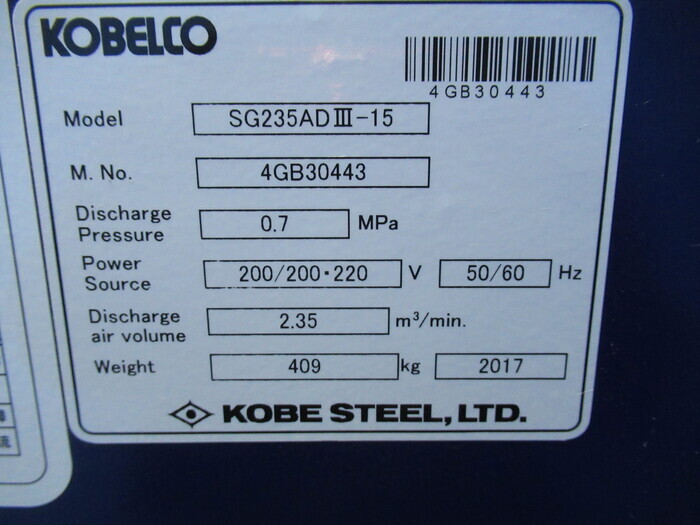 KOBELCO
4GB30443
Model SG235ADⅢ-15
M. No. 4GB30443
Discharge
Pressure 0.7 MPa
Power
Source 200/200・220 V 50/60 Hz
Discharge
air volume 2.35 m³/min.
Weight 409 kg 2017
KOBE STEEL, LTD.